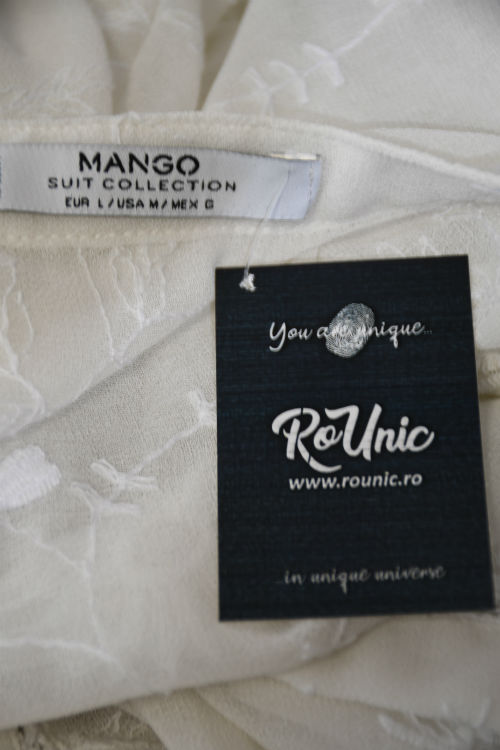 MANGO
SUIT COLLECTION
EUR L / USA M / MEX G
You are unique...
RoUnic
www.rounic.ro
...in unique universe